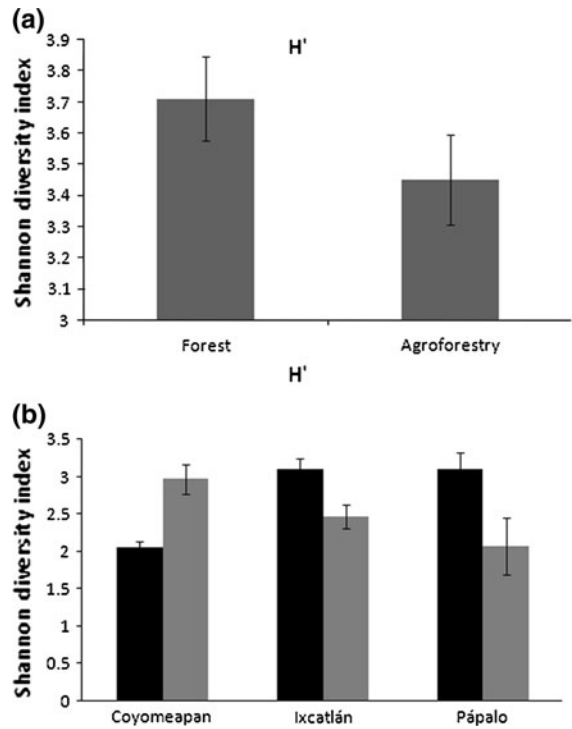 (a)
H'
Shannon diversity index
3.9
3.8
3.7
3.6
3.5
3.4
3.3
3.2
3.1
3
Forest Agroforestry
H'
(b)
Shannon diversity index
3.5
3
2.5
2
1.5
1
0.5
0
Coyomeapan Ixcatlán Pápalo